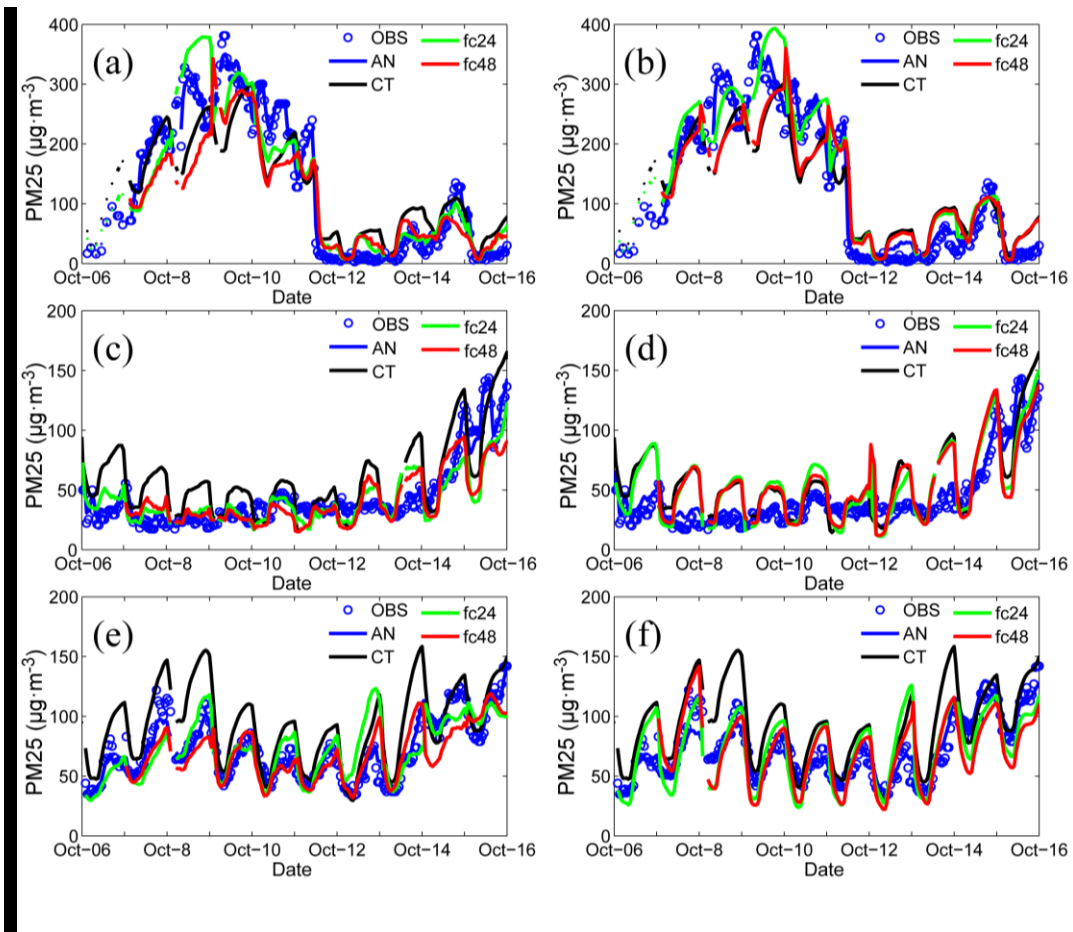 (a)
OBS fc24
AN fc48
CT
PM25 (µg·m⁻³)
400
300
200
100
0
Oct−06 Oct−8 Oct−10 Oct−12 Oct−14 Oct−16
Date
(b)
OBS fc24
AN fc48
CT
PM25 (µg·m⁻³)
400
300
200
100
0
Oct−06 Oct−8 Oct−10 Oct−12 Oct−14 Oct−16
Date
(c)
OBS fc24
AN fc48
CT
PM25 (µg·m⁻³)
200
150
100
50
0
Oct−06 Oct−8 Oct−10 Oct−12 Oct−14 Oct−16
Date
(d)
OBS fc24
AN fc48
CT
PM25 (µg·m⁻³)
200
150
100
50
0
Oct−06 Oct−8 Oct−10 Oct−12 Oct−14 Oct−16
Date
(e)
OBS fc24
AN fc48
CT
PM25 (µg·m⁻³)
200
150
100
50
0
Oct−06 Oct−8 Oct−10 Oct−12 Oct−14 Oct−16
Date
(f)
OBS fc24
AN fc48
CT
PM25 (µg·m⁻³)
200
150
100
50
0
Oct−06 Oct−8 Oct−10 Oct−12 Oct−14 Oct−16
Date